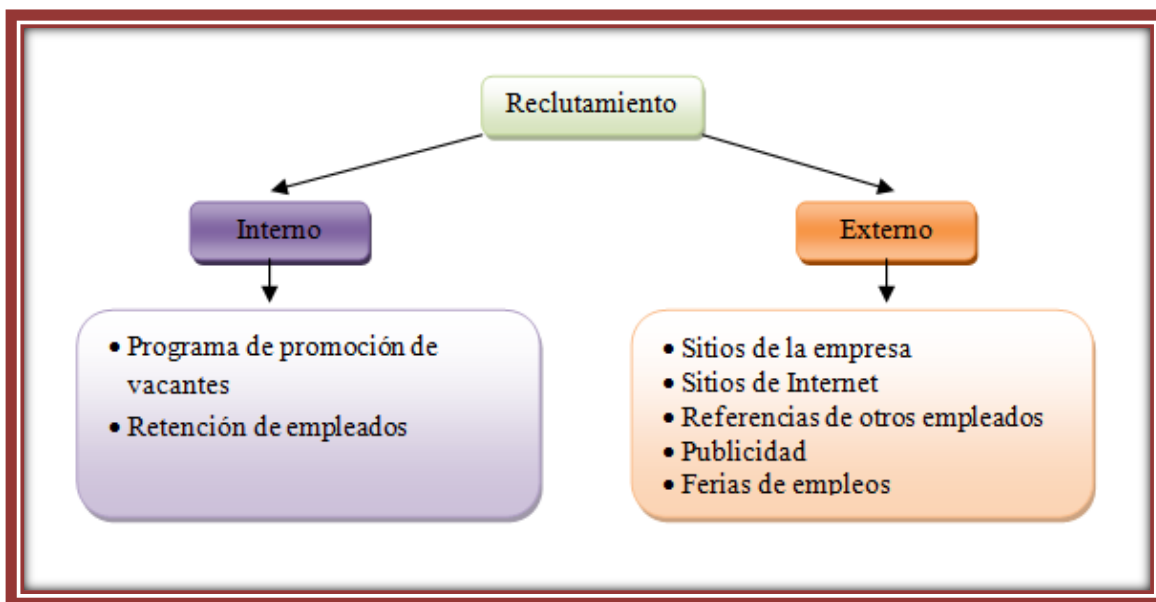 Reclutamiento
Interno
Externo
• Programa de promoción de
vacantes
• Retención de empleados
• Sitios de la empresa
• Sitios de Internet
• Referencias de otros empleados
• Publicidad
• Ferias de empleos